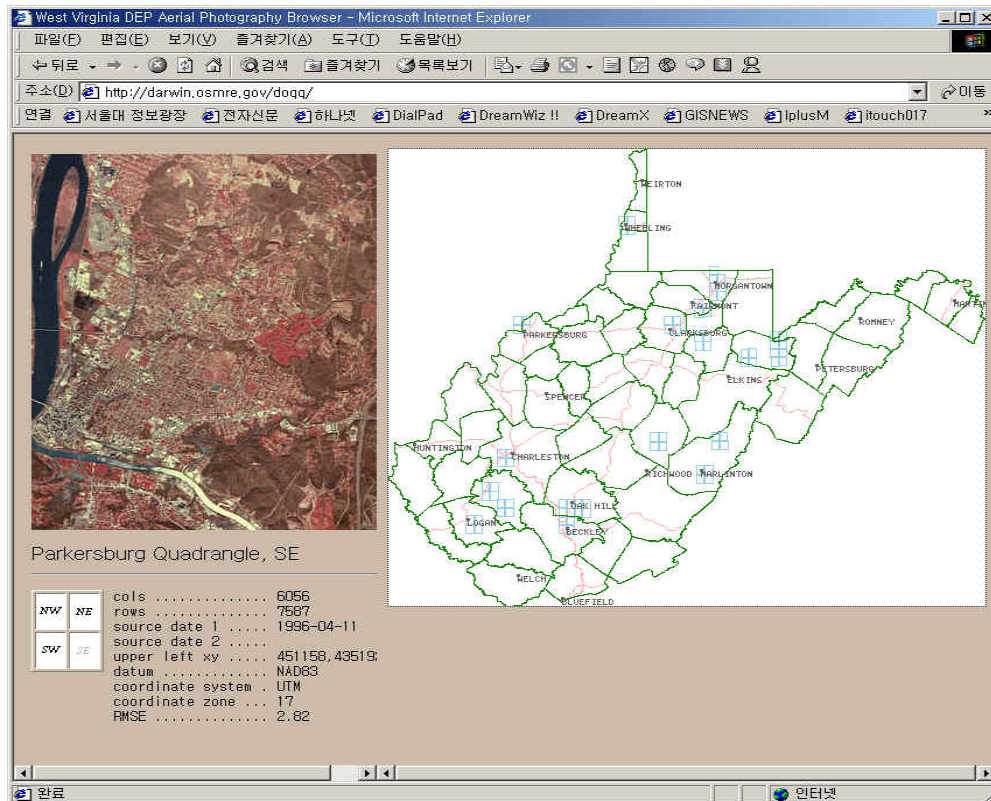 West Virginia DEP Aerial Photography Browser - Microsoft Internet Explorer
파일(F) 편집(E) 보기(V) 즐겨찾기(A) 도구(T) 도움말(H)
뒤로 검색 즐겨찾기 목록보기
주소(D) http://darwin.osmre.gov/doqq/ 이동
연결 서울대 정보광장 전자신문 하나넷 DialPad DreamWiz !! DreamX GISNEWS IplusM itouch017 »
WEIRTON
WHEELING
MORGANTOWN
FAIRMONT
MARTIN
ROMNEY
PARKERSBURG
CLARKSBURG
PETERSBURG
ELKINS
SPENCER
HUNTINGTON
CHARLESTON
RICHWOOD
MARLINTON
OAK HILL
LOGAN
BECKLEY
WELCH
BLUEFIELD
Parkersburg Quadrangle, SE
NW NE
SW SE
cols .............. 6056
rows .............. 7587
source date 1 ..... 1996-04-11
source date 2 .....
upper left xy ..... 451158,43519
datum ............. NAD83
coordinate system . UTM
coordinate zone ... 17
RMSE .............. 2.82
완료 인터넷